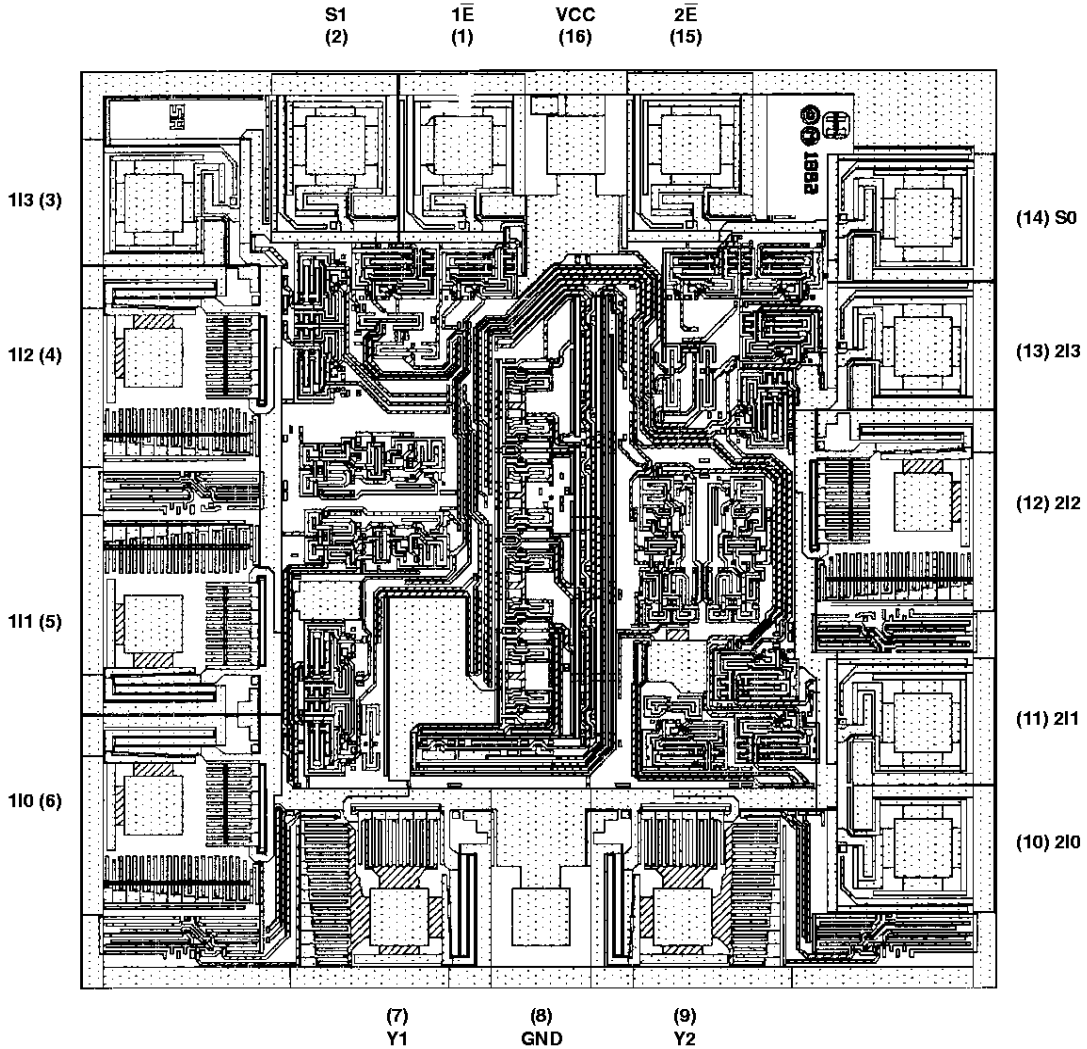 S1
(2)
1E̅
(1)
VCC
(16)
2E̅
(15)
1I3 (3)
(14) S0
1I2 (4)
(13) 2I3
(12) 2I2
1I1 (5)
(11) 2I1
1I0 (6)
(10) 2I0
(7)
Y1
(8)
GND
(9)
Y2